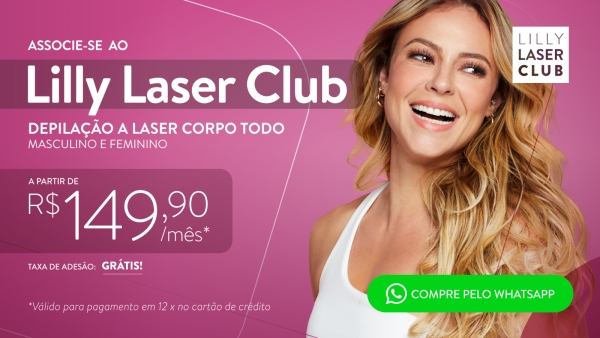 ASSOCIE-SE AO
Lilly Laser Club
DEPILAÇÃO A LASER CORPO TODO
MASCULINO E FEMININO
A PARTIR DE
R$149,90
/mês*
TAXA DE ADESÃO: GRÁTIS!
*Válido para pagamento em 12 x no cartão de crédito
LILLY
LASER
CLUB
COMPRE PELO WHATSAPP